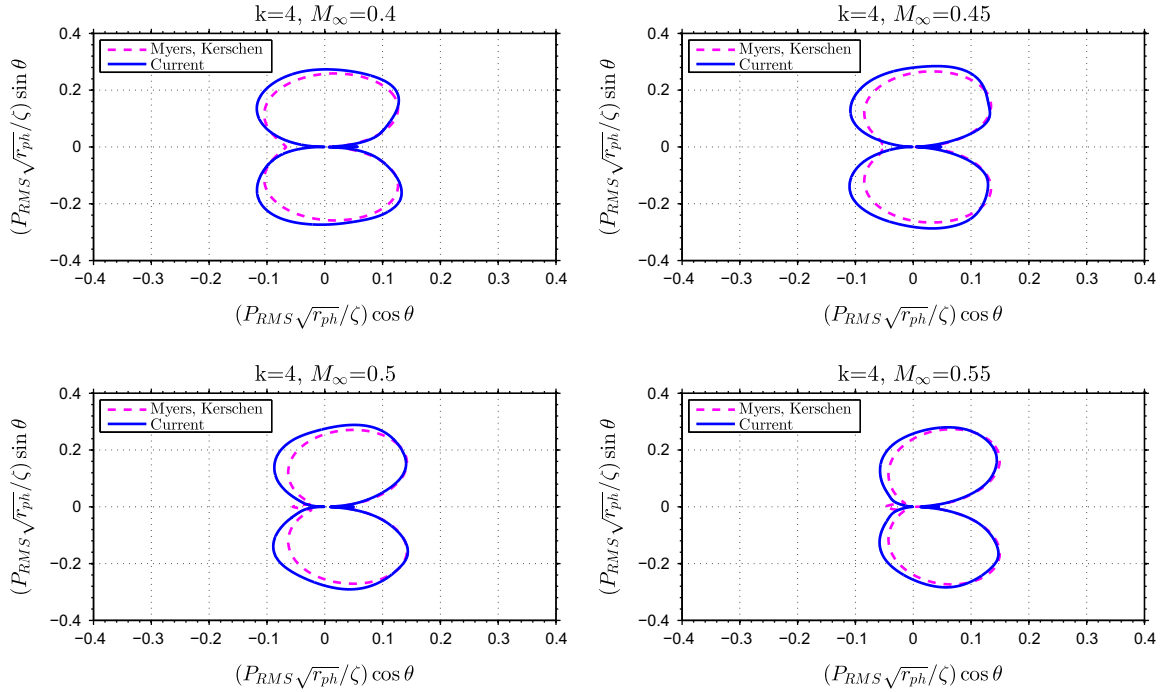 k=4, M∞=0.4
(P_RMS√r_ph/ζ) sin θ
0.4
0.2
0
−0.2
−0.4
Myers, Kerschen
Current
−0.4 −0.3 −0.2 −0.1 0 0.1 0.2 0.3 0.4
(P_RMS√r_ph/ζ) cos θ
k=4, M∞=0.45
(P_RMS√r_ph/ζ) sin θ
0.4
0.2
0
−0.2
−0.4
Myers, Kerschen
Current
−0.4 −0.3 −0.2 −0.1 0 0.1 0.2 0.3 0.4
(P_RMS√r_ph/ζ) cos θ
k=4, M∞=0.5
(P_RMS√r_ph/ζ) sin θ
0.4
0.2
0
−0.2
−0.4
Myers, Kerschen
Current
−0.4 −0.3 −0.2 −0.1 0 0.1 0.2 0.3 0.4
(P_RMS√r_ph/ζ) cos θ
k=4, M∞=0.55
(P_RMS√r_ph/ζ) sin θ
0.4
0.2
0
−0.2
−0.4
Myers, Kerschen
Current
−0.4 −0.3 −0.2 −0.1 0 0.1 0.2 0.3 0.4
(P_RMS√r_ph/ζ) cos θ